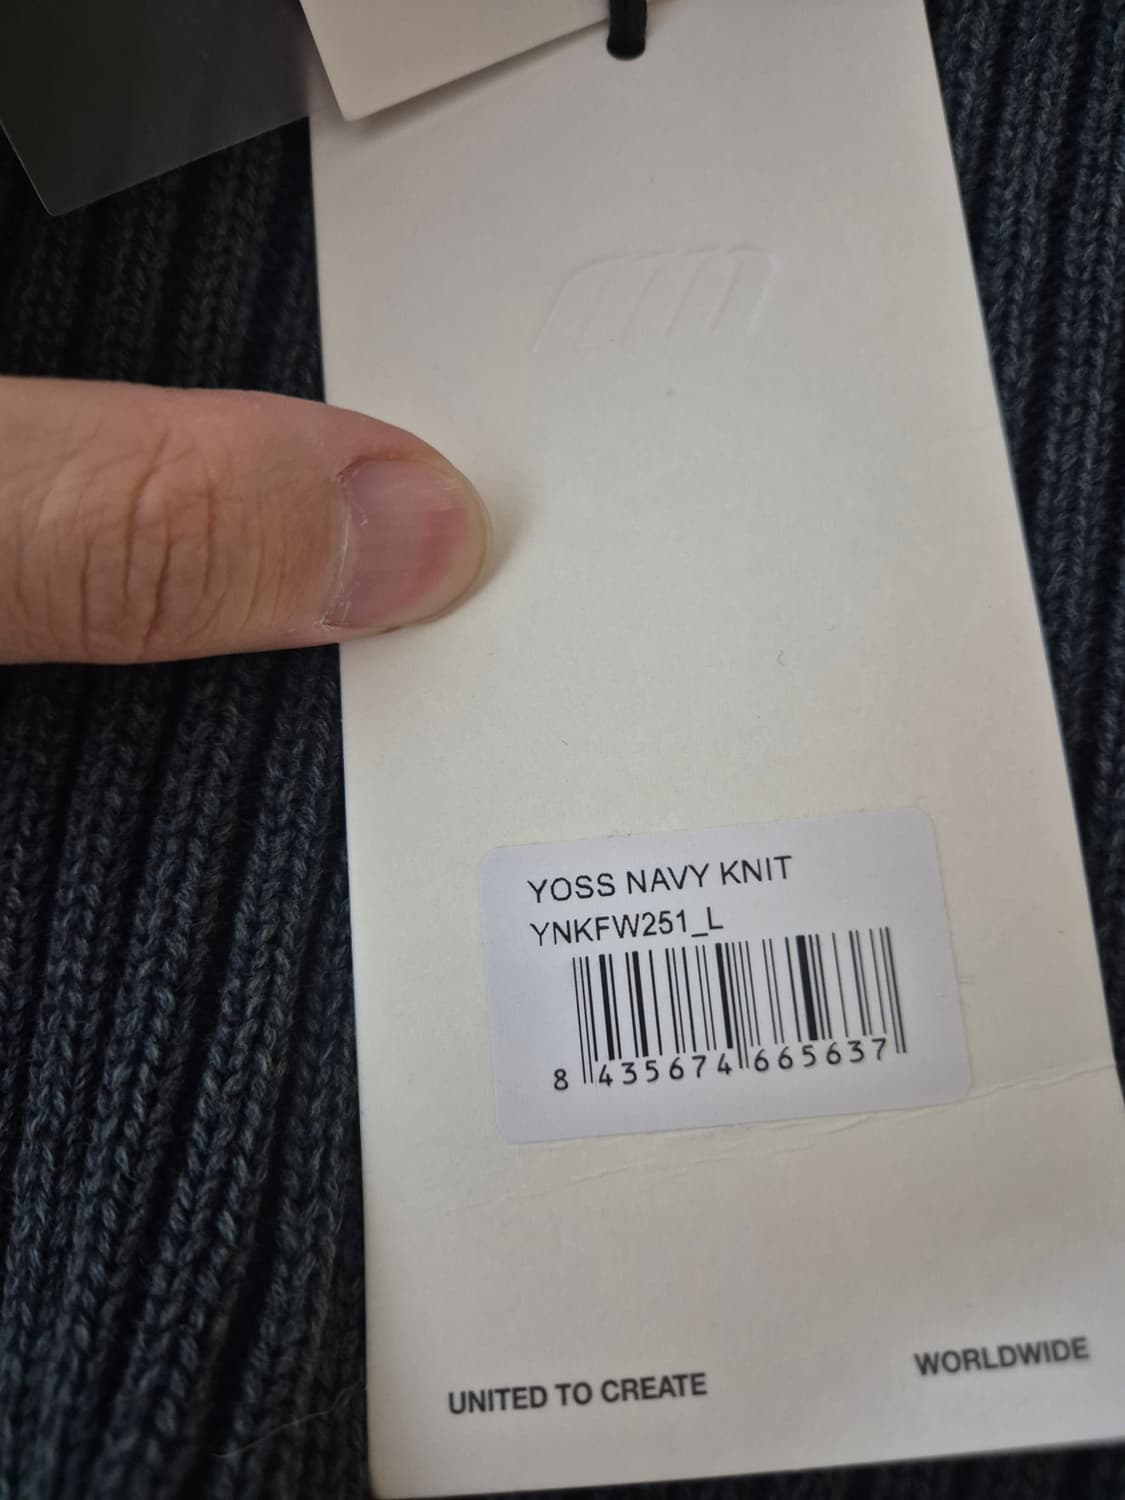 YOSS NAVY KNIT
YNKFW251_L
8 435674 665637
UNITED TO CREATE
WORLDWIDE